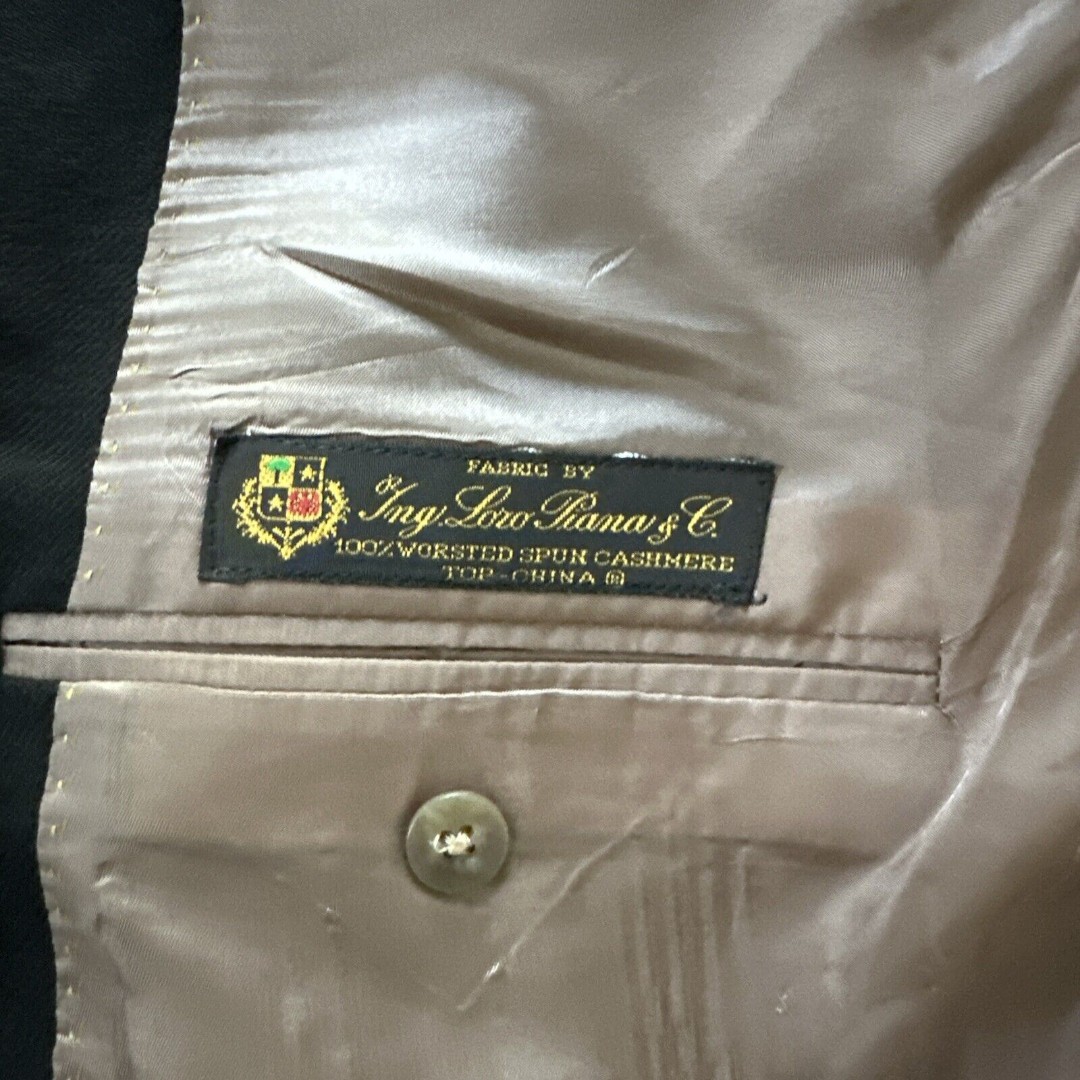 FABRIC BY
Ing. Loro Piana & C.
100% WORSTED SPUN CASHMERE
TOP-CHINA ®